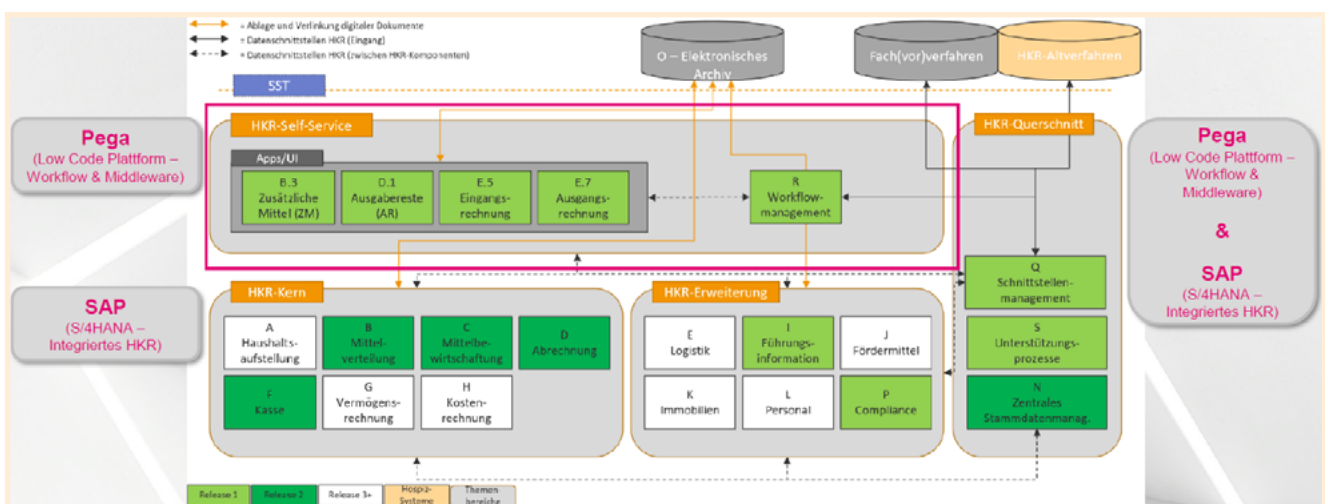 = Ablage und Verlinkung digitaler Dokumente
= Datenschnittstellen HKR (Eingang)
= Datenschnittstellen HKR (zwischen HKR-Komponenten)
O – Elektronisches
Archiv
Fach(vor)verfahren
HKR-Altverfahren
SST
Pega
(Low Code Plattform –
Workflow & Middleware)
HKR-Self-Service
Apps/UI
B.3
Zusätzliche
Mittel (ZM)
D.1
Ausgabereste
(AR)
E.5
Eingangs-
rechnung
E.7
Ausgangs-
rechnung
R
Workflow-
management
HKR-Querschnitt
Q
Schnittstellen-
management
S
Unterstützungs-
prozesse
N
Zentrales
Stammdatenmanag.
Pega
(Low Code Plattform –
Workflow &
Middleware)
&
SAP
(S/4HANA –
Integriertes HKR)
SAP
(S/4HANA –
Integriertes HKR)
HKR-Kern
A
Haushalts-
aufstellung
B
Mittel-
verteilung
C
Mittelbe-
wirtschaftung
D
Abrechnung
F
Kasse
G
Vermögens-
rechnung
H
Kosten-
rechnung
HKR-Erweiterung
E
Logistik
I
Führungs-
information
J
Fördermittel
K
Immobilien
L
Personal
P
Compliance
Release 1
Release 2
Release 3+
Hospiz-
Systeme
Themen
bereiche